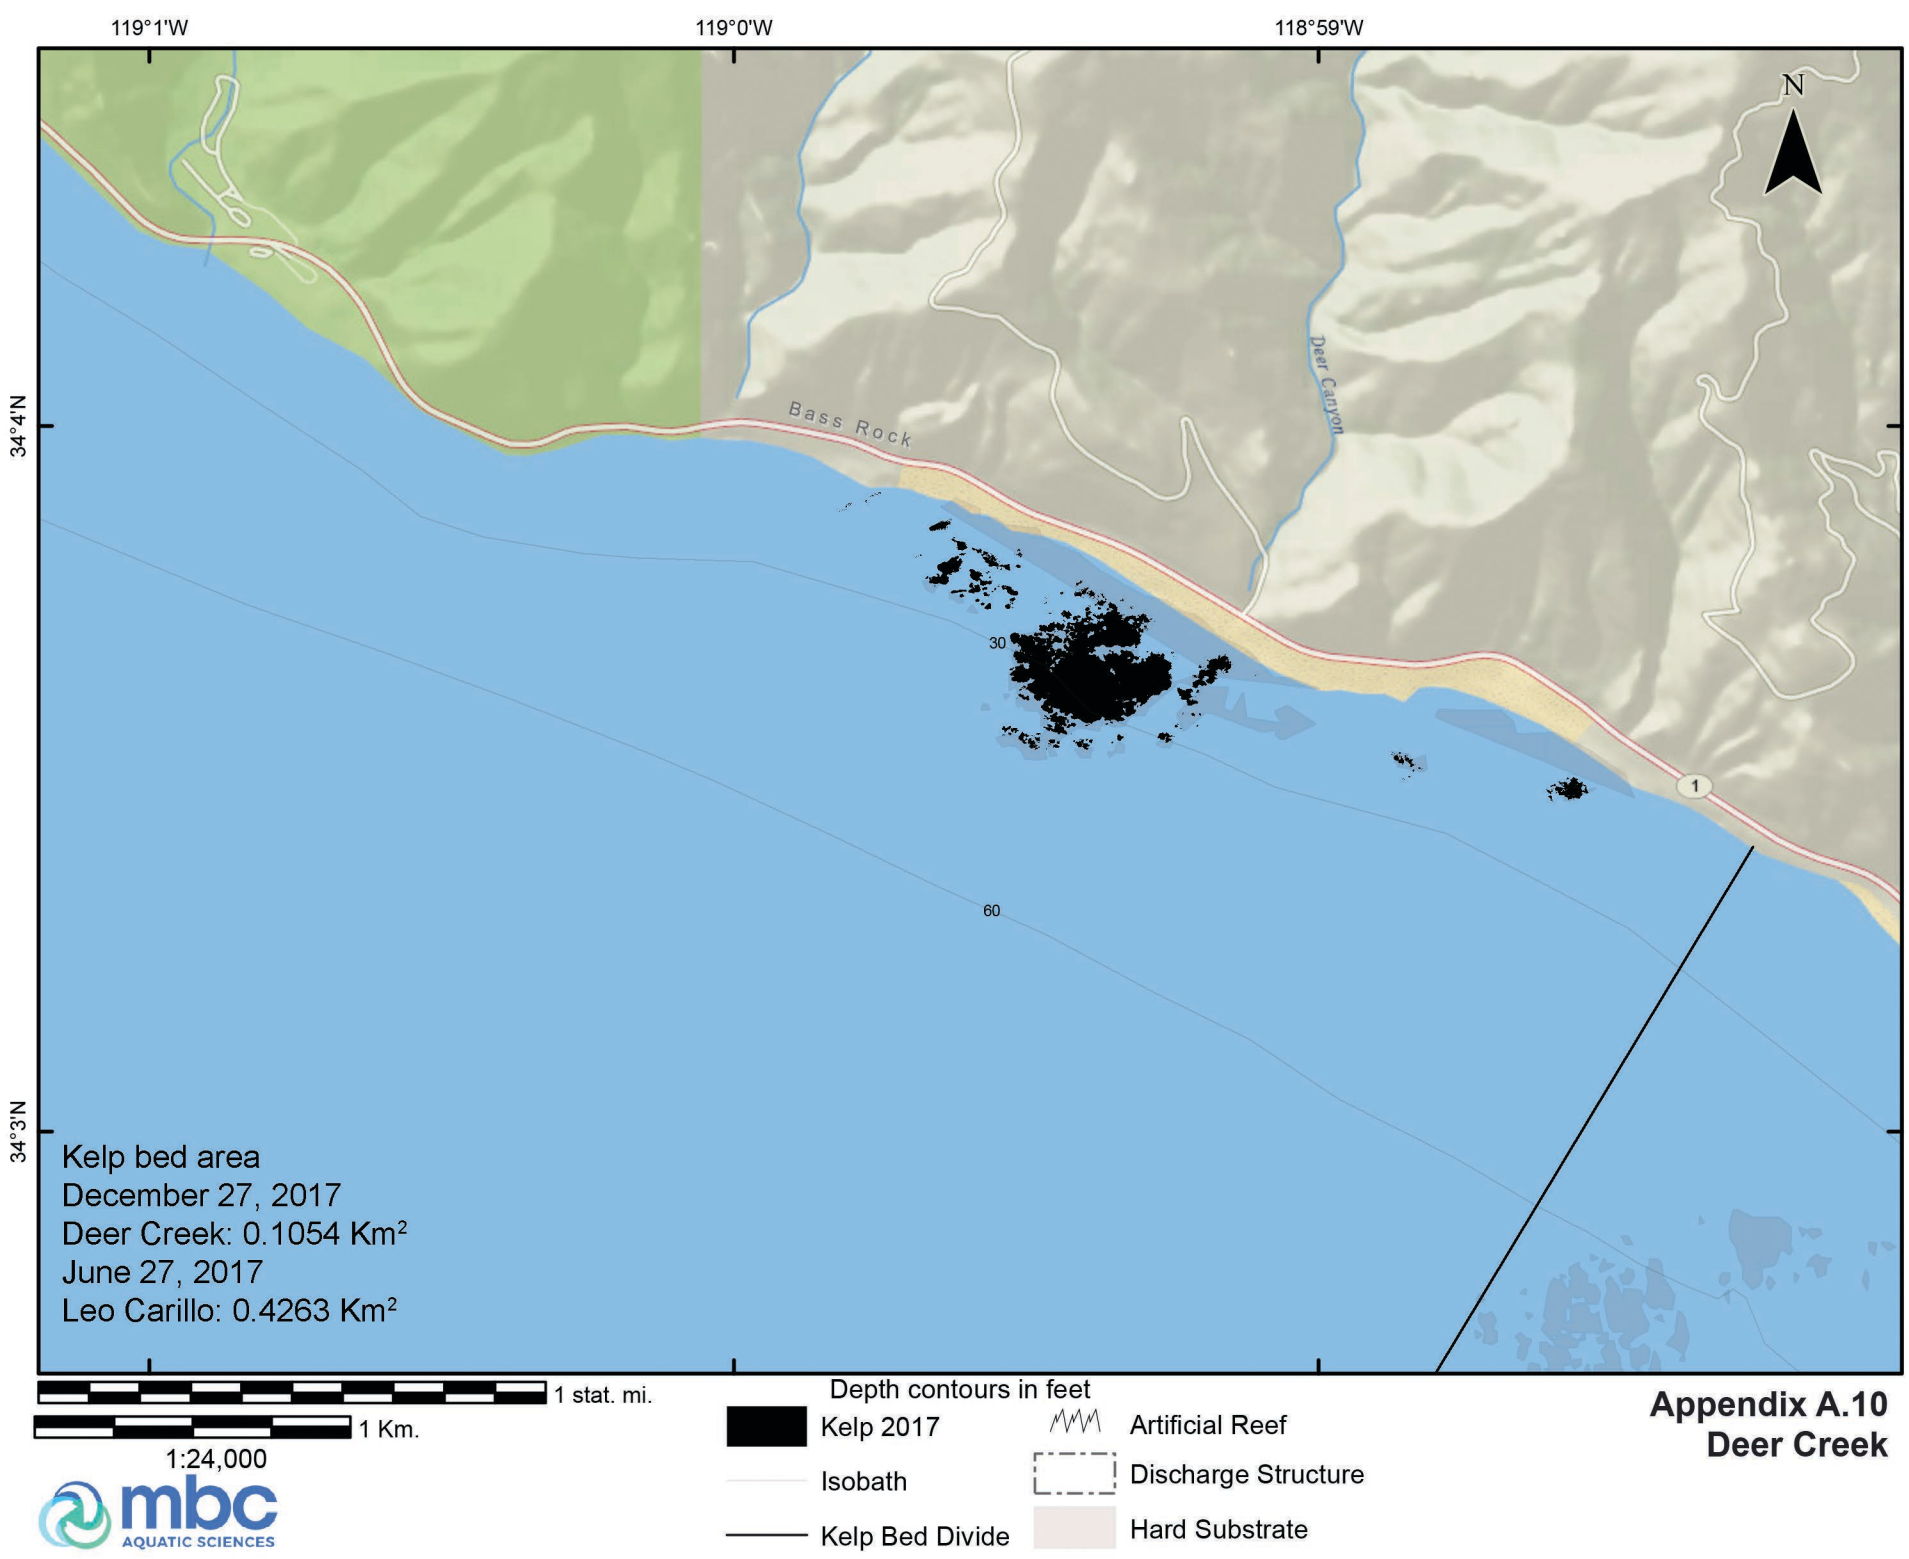 119°1'W
119°0'W
118°59'W
N
34°4'N
Deer Canyon
Bass Rock
30
1
60
34°3'N
Kelp bed area
December 27, 2017
Deer Creek: 0.1054 Km²
June 27, 2017
Leo Carillo: 0.4263 Km²
1 stat. mi.
1 Km.
1:24,000
mbc
AQUATIC SCIENCES
Depth contours in feet
Kelp 2017
Isobath
Kelp Bed Divide
Artificial Reef
Discharge Structure
Hard Substrate
Appendix A.10
Deer Creek